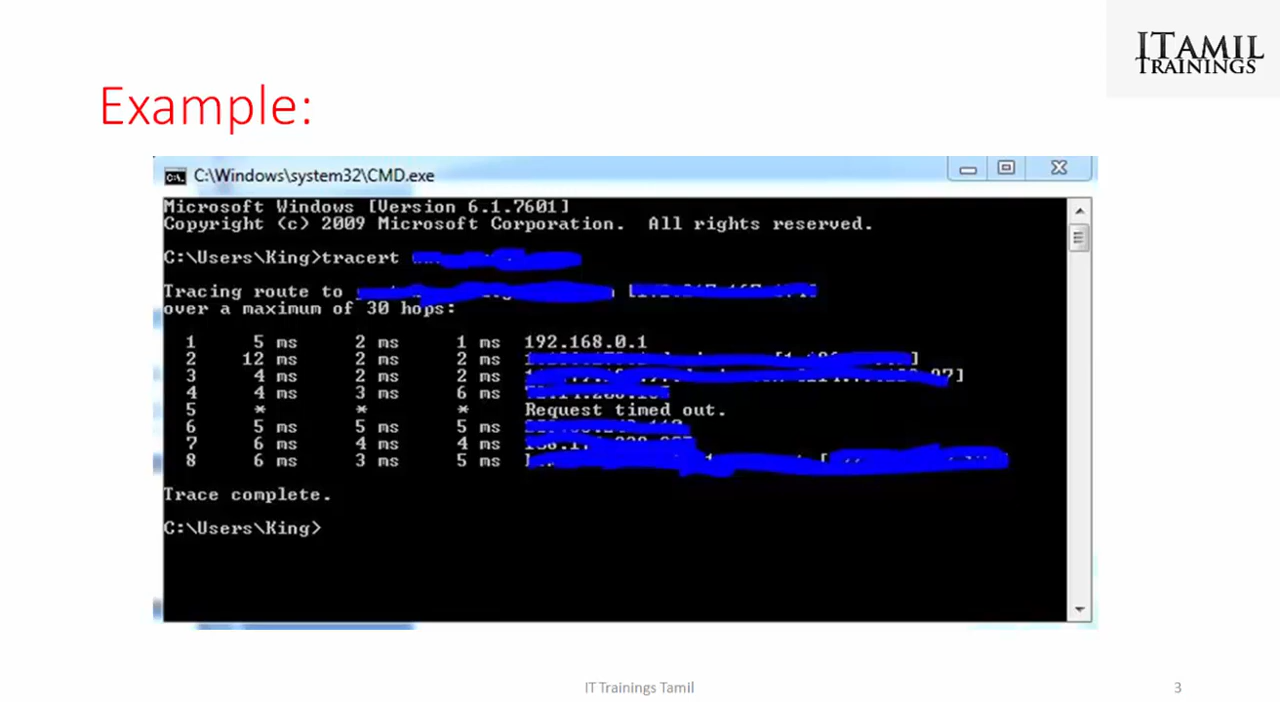 ITAMIL
TRAININGS
Example:
C:\Windows\system32\CMD.exe
Microsoft Windows [Version 6.1.7601]
Copyright (c) 2009 Microsoft Corporation. All rights reserved.
C:\Users\King>tracert
Tracing route to
over a maximum of 30 hops:
1 5 ms 2 ms 1 ms 192.168.0.1
2 12 ms 2 ms 2 ms
3 4 ms 2 ms 2 ms
4 4 ms 3 ms 6 ms
5 * * * Request timed out.
6 5 ms 5 ms 5 ms
7 6 ms 4 ms 4 ms
8 6 ms 3 ms 5 ms
Trace complete.
C:\Users\King>
IT Trainings Tamil
3